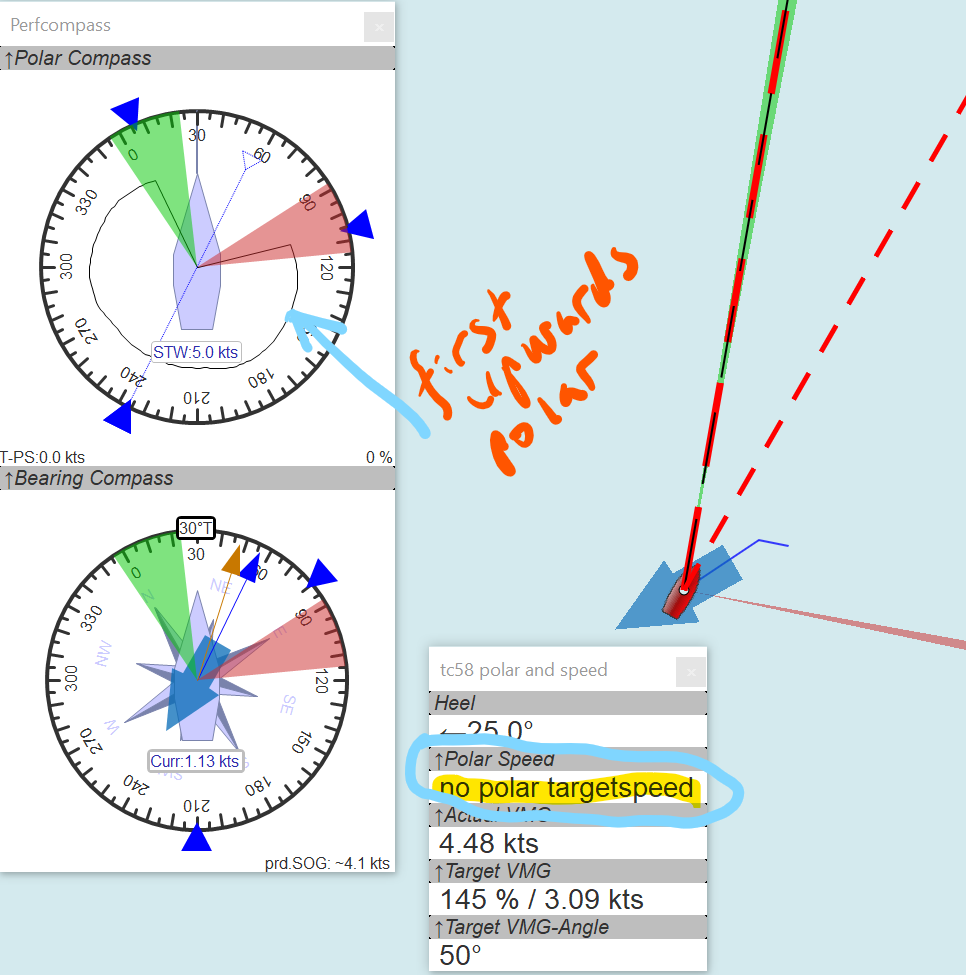 Perfcompass
×
↑Polar Compass
30
60
0
90
330
300
120
270
STW:5.0 kts
240
180
210
T-PS:0.0 kts
0 %
↑Bearing Compass
30°T
30
60
0
NE
90
330
N
E
NW
300
120
W
SE
270
150
Curr:1.13 kts
SW
S
240
180
210
prd.SOG: ~4.1 kts
first
upwards
polar
tc58 polar and speed
×
Heel
←25.0°
↑Polar Speed
no polar targetspeed
↑Actual VMG
4.48 kts
↑Target VMG
145 % / 3.09 kts
↑Target VMG-Angle
50°